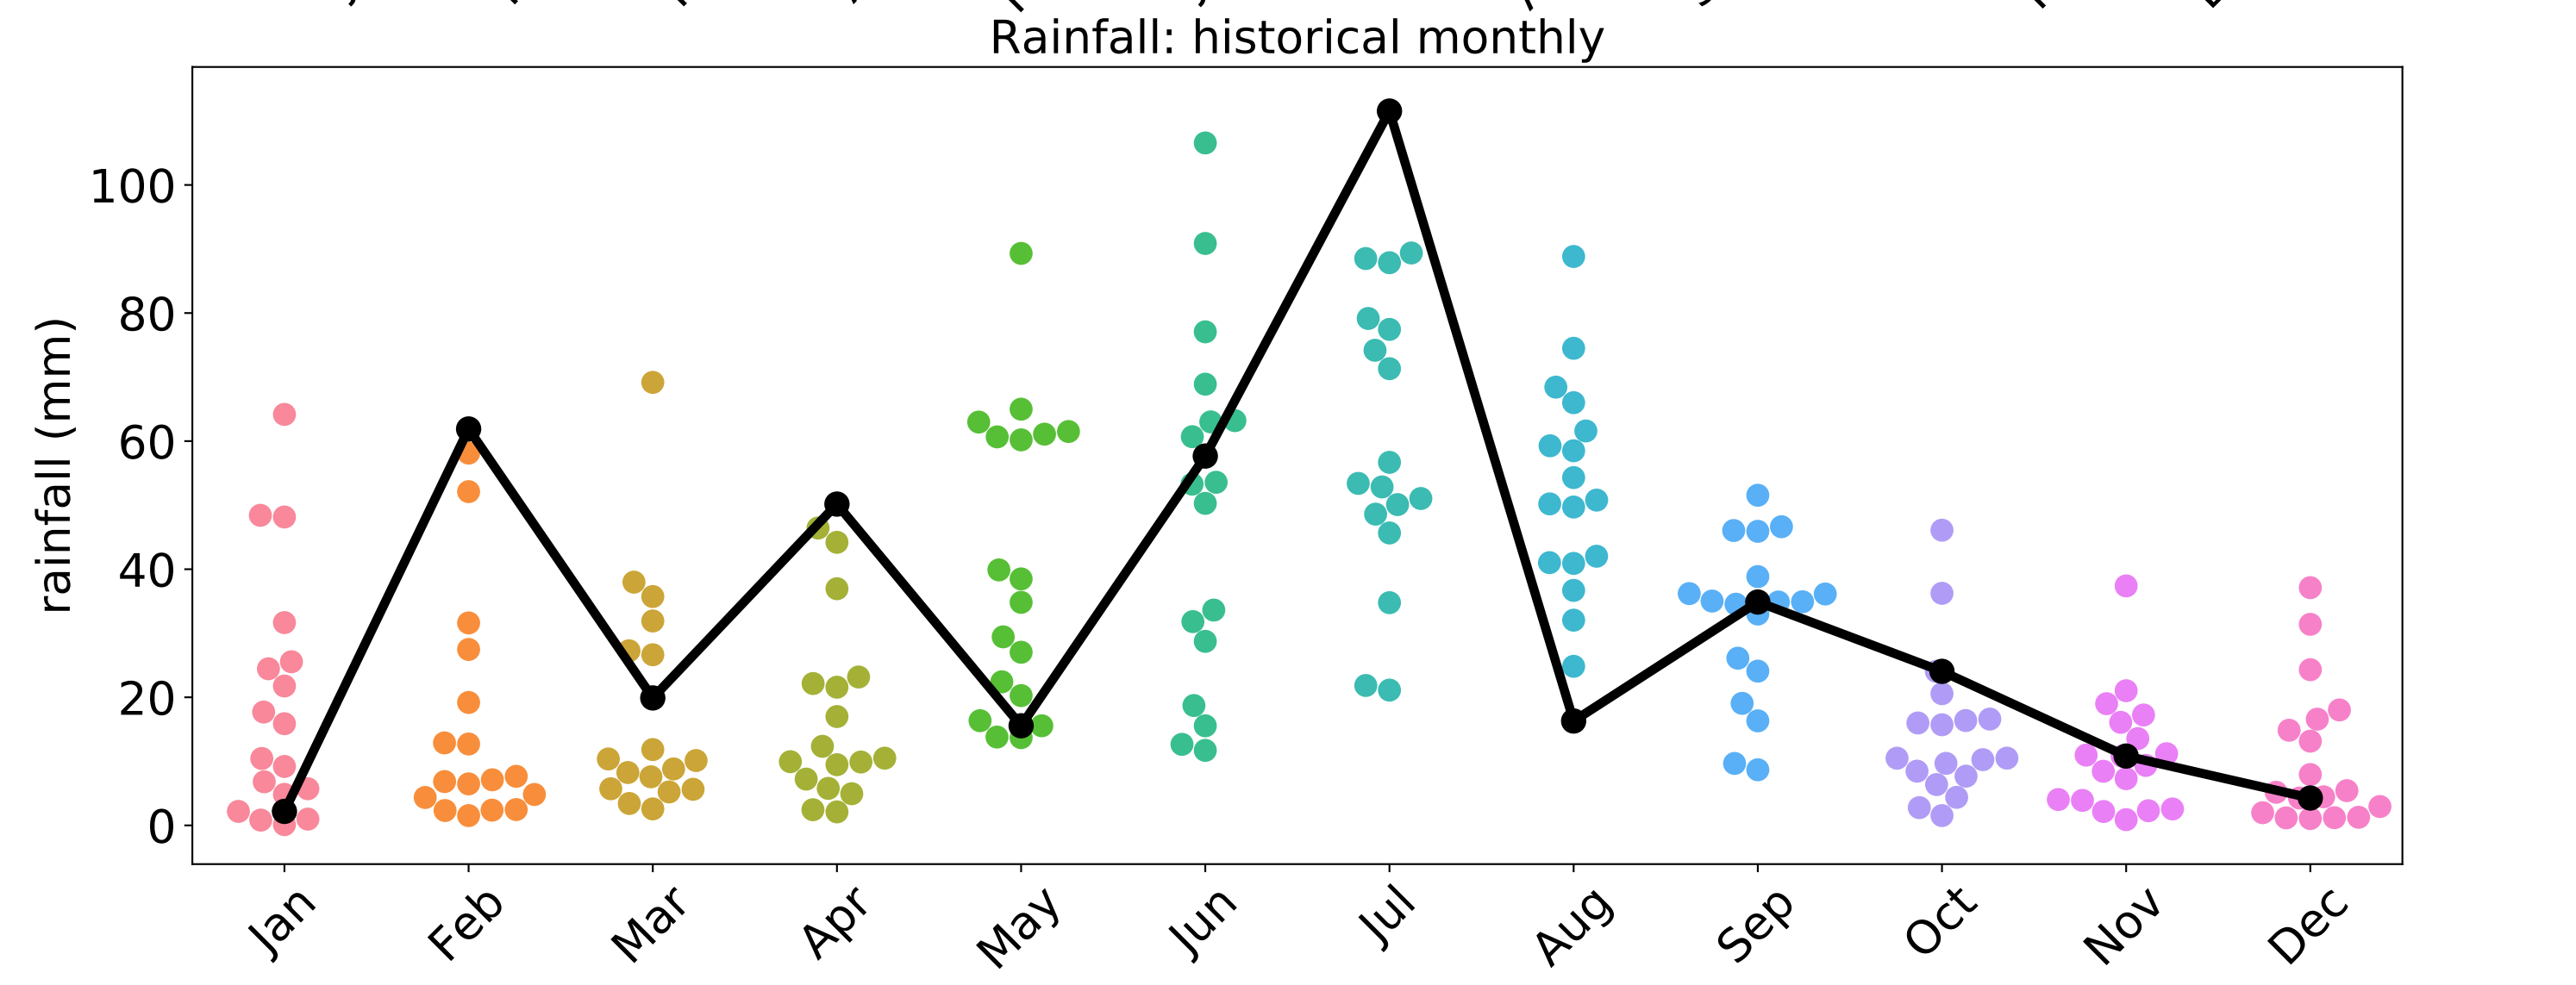 Rainfall: historical monthly
rainfall (mm)
100
80
60
40
20
0
Jan
Feb
Mar
Apr
May
Jun
Jul
Aug
Sep
Oct
Nov
Dec